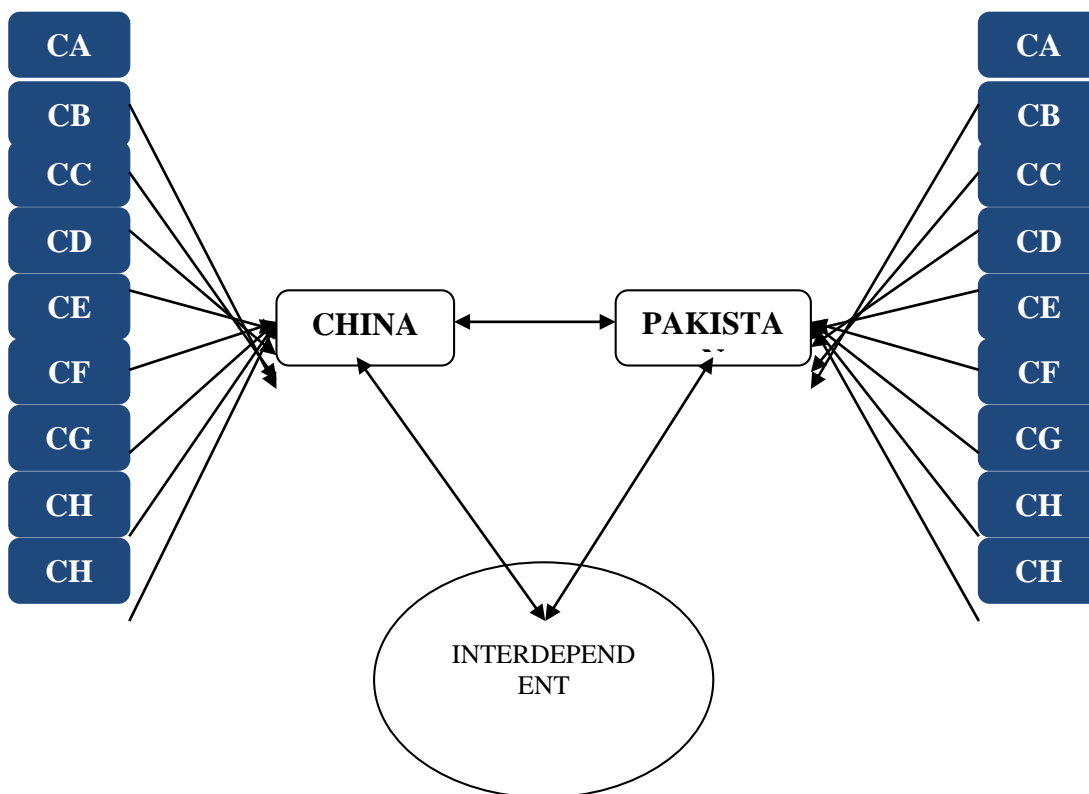 CA
CB
CC
CD
CE
CF
CG
CH
CH
CHINA
PAKISTA
INTERDEPEND
ENT
CA
CB
CC
CD
CE
CF
CG
CH
CH